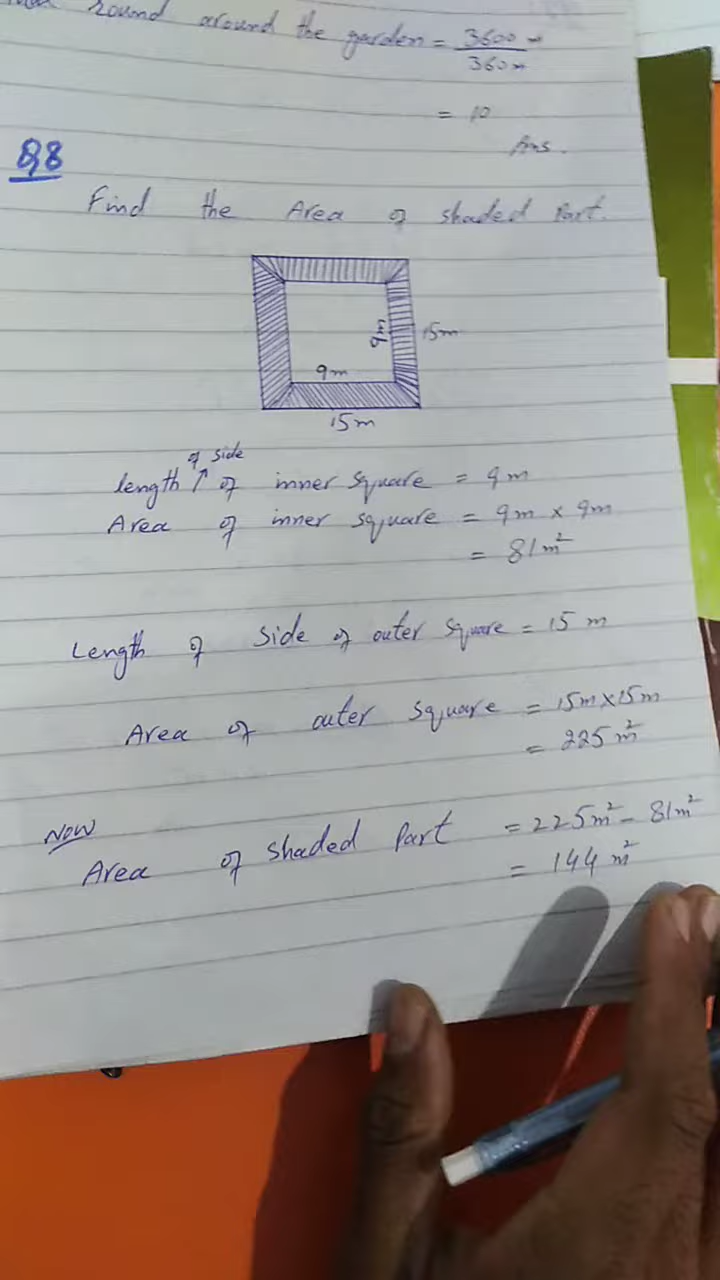 round around the garden = 3600 m
360 m
= 10
Ans.
Q8
Find the Area of shaded Part.
9m
15m
9m
15m
of side
length ↑ of inner square = 9m
Area of inner square = 9m x 9m
= 81m²
Length of side of outer square = 15 m
Area of outer square = 15m x 15m
= 225 m²
Now
Area of shaded Part = 225m² - 81m²
= 144 m²